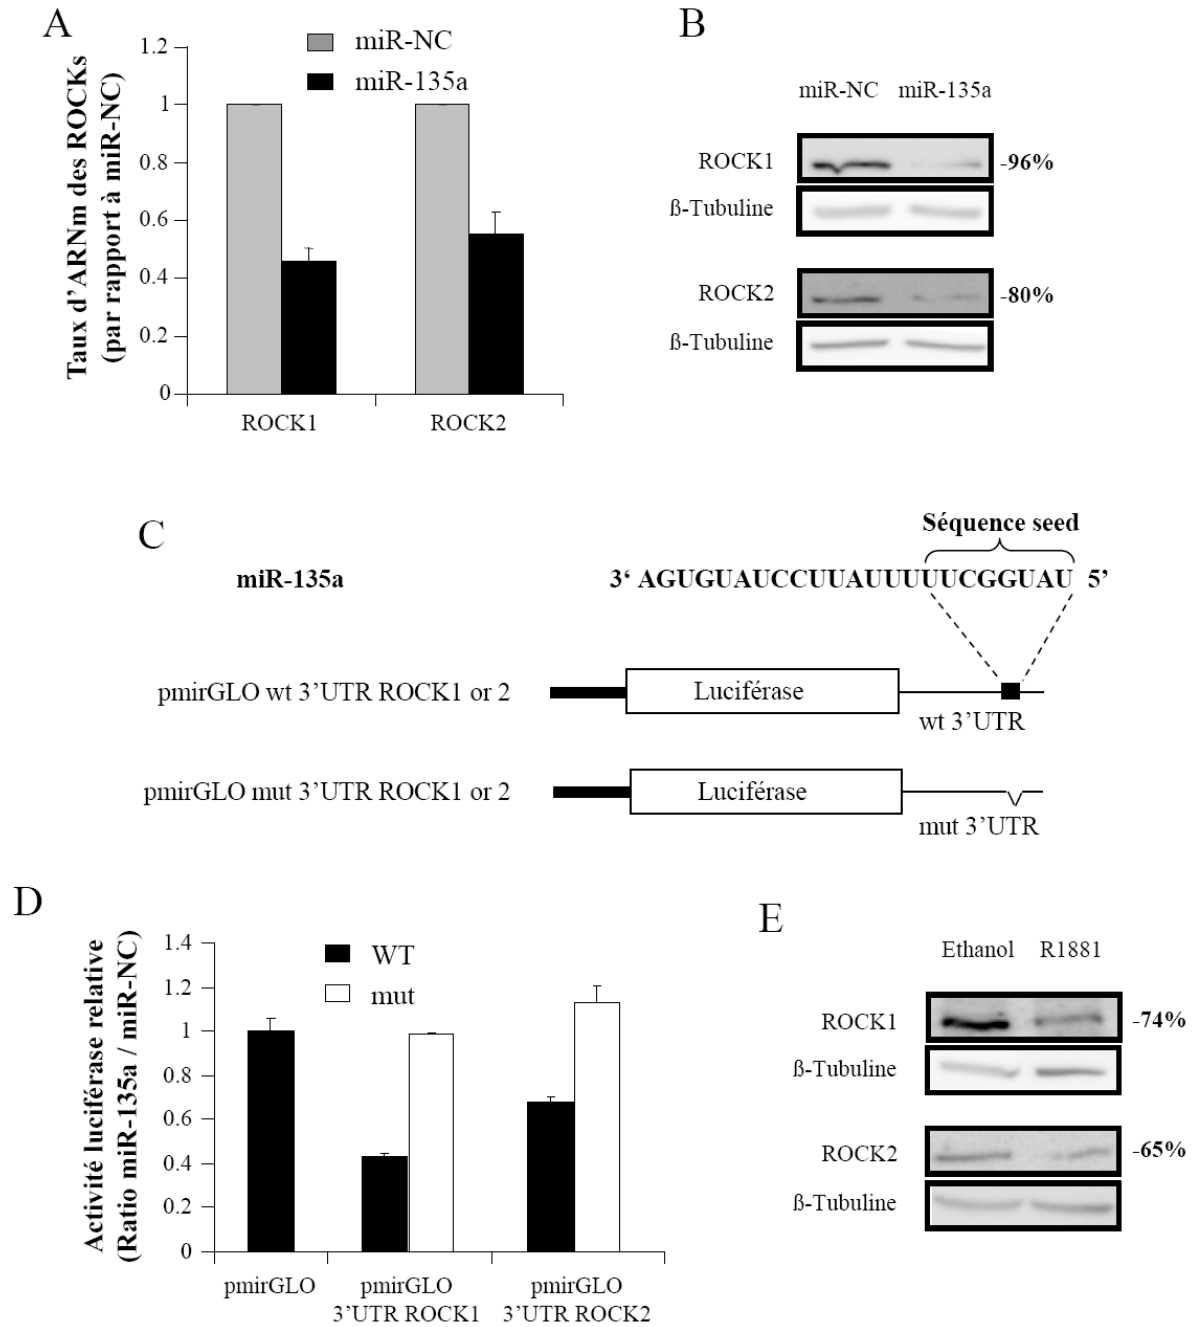 A
Taux d'ARNm des ROCKs
(par rapport à miR-NC)
1.2
1
0.8
0.6
0.4
0.2
0
miR-NC
miR-135a
ROCK1
ROCK2
B
miR-NC miR-135a
ROCK1
-96%
ß-Tubuline
ROCK2
-80%
ß-Tubuline
C
Séquence seed
miR-135a
3‘ AGUGUAUCCUUAUUUUUCGGUAU 5’
pmirGLO wt 3’UTR ROCK1 or 2
Luciférase
wt 3’UTR
pmirGLO mut 3’UTR ROCK1 or 2
Luciférase
mut 3’UTR
D
Activité luciférase relative
(Ratio miR-135a / miR-NC)
1.4
1.2
1
0.8
0.6
0.4
0.2
0
WT
mut
pmirGLO
pmirGLO
3’UTR ROCK1
pmirGLO
3’UTR ROCK2
E
Ethanol R1881
ROCK1
-74%
ß-Tubuline
ROCK2
-65%
ß-Tubuline